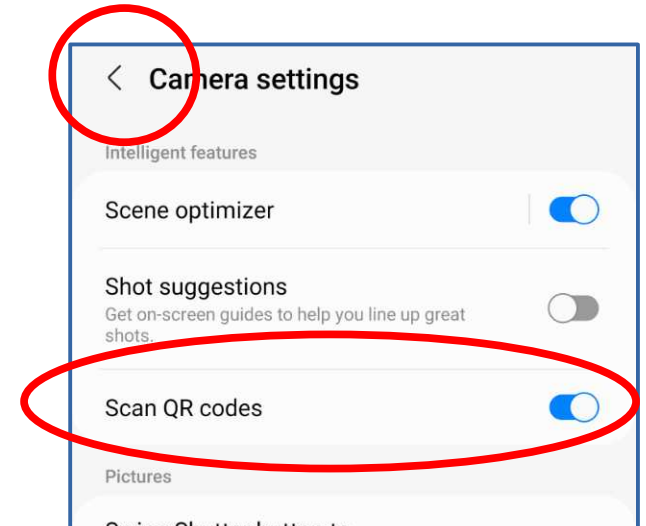 Camera settings
Intelligent features
Scene optimizer
Shot suggestions
Get on-screen guides to help you line up great
shots.
Scan QR codes
Pictures